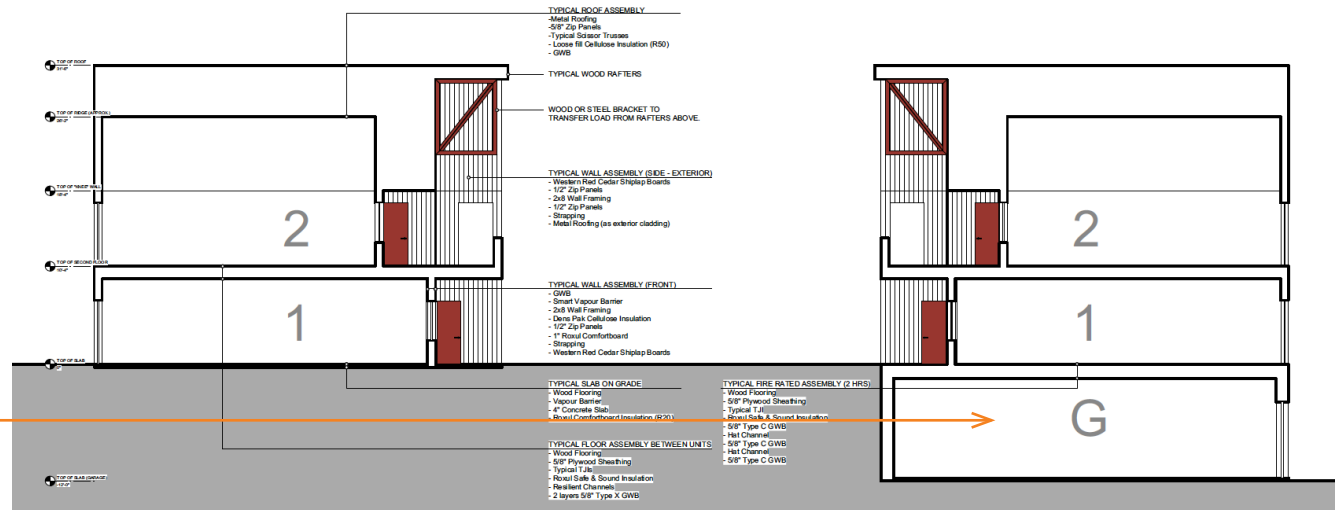 TYPICAL ROOF ASSEMBLY
-Metal Roofing
-5/8" Zip Panels
-Typical Scissor Trusses
- Loose fill Cellulose Insulation (R50)
- GWB
TOP OF ROOF
TYPICAL WOOD RAFTERS
WOOD OR STEEL BRACKET TO
TRANSFER LOAD FROM RAFTERS ABOVE.
TOP OF RIDGE (APPROX.)
TYPICAL WALL ASSEMBLY (SIDE - EXTERIOR)
- Western Red Cedar Shiplap Boards
- 1/2" Zip Panels
- 2x8 Wall Framing
- 1/2" Zip Panels
- Strapping
- Metal Roofing (as exterior cladding)
2
2
TOP OF SECOND FLOOR
TYPICAL WALL ASSEMBLY (FRONT)
- GWB
- Smart Vapour Barrier
- 2x8 Wall Framing
- Dens Pak Cellulose Insulation
- 1/2" Zip Panels
- 1" Roxul Comfortboard
- Strapping
- Western Red Cedar Shiplap Boards
1
1
TOP OF SLAB
TYPICAL SLAB ON GRADE
- Wood Flooring
- Vapour Barrier
- 4" Concrete Slab
- Roxul Comfortboard Insulation (R20)
TYPICAL FIRE RATED ASSEMBLY (2 HRS)
- Wood Flooring
- 5/8" Plywood Sheathing
- Typical TJI
- Roxul Safe & Sound Insulation
- 5/8" Type C GWB
- Hat Channel
- 5/8" Type C GWB
- Hat Channel
- 5/8" Type C GWB
G
TYPICAL FLOOR ASSEMBLY BETWEEN UNITS
- Wood Flooring
- 5/8" Plywood Sheathing
- Typical TJIs
- Roxul Safe & Sound Insulation
- Resilient Channels
- 2 layers 5/8" Type X GWB
TOP OF SLAB (GARAGE)